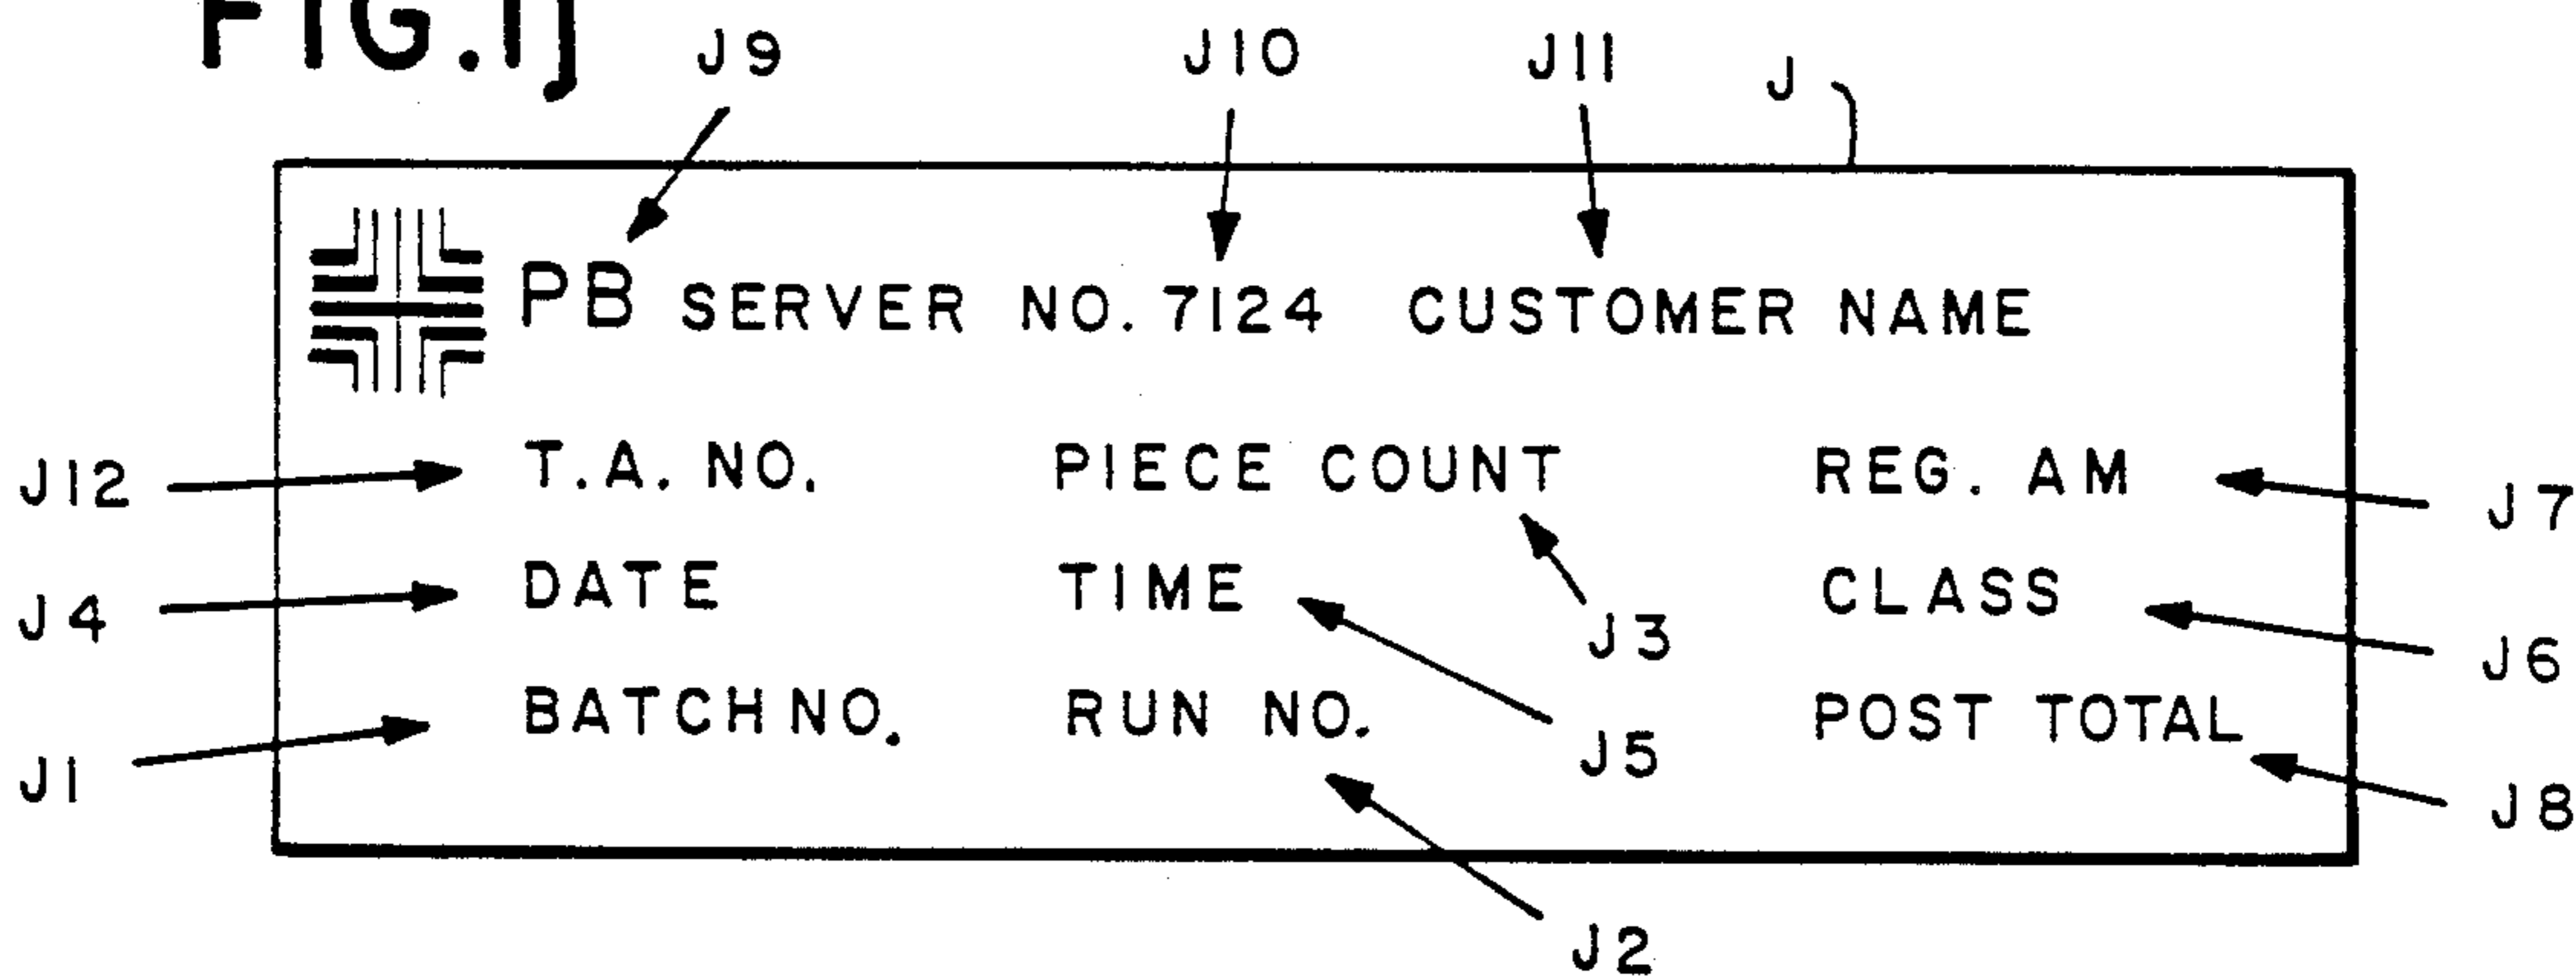 FIG.1j
J9 J10 J11 J
PB SERVER NO. 7124 CUSTOMER NAME
J12 T.A. NO. PIECE COUNT REG. AM J7
J4 DATE TIME J3 CLASS J6
J1 BATCH NO. RUN NO. J5 POST TOTAL J8
J2